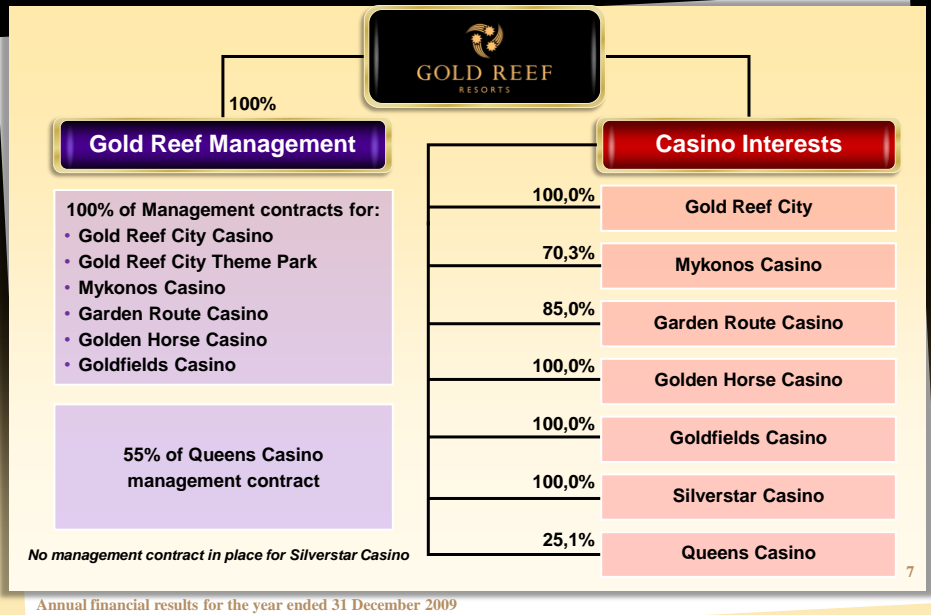 GOLD REEF
RESORTS
100%
Gold Reef Management
Casino Interests
100% of Management contracts for:
• Gold Reef City Casino
• Gold Reef City Theme Park
• Mykonos Casino
• Garden Route Casino
• Golden Horse Casino
• Goldfields Casino
55% of Queens Casino
management contract
No management contract in place for Silverstar Casino
100,0%
Gold Reef City
70,3%
Mykonos Casino
85,0%
Garden Route Casino
100,0%
Golden Horse Casino
100,0%
Goldfields Casino
100,0%
Silverstar Casino
25,1%
Queens Casino
7
Annual financial results for the year ended 31 December 2009